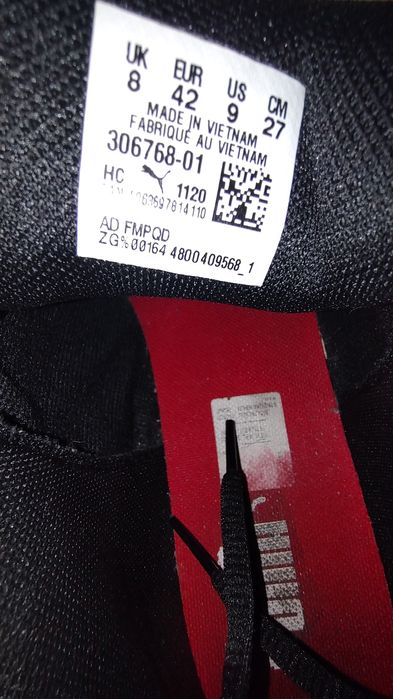 UK EUR US CM
8 42 9 27
MADE IN VIETNAM
FABRIQUÉ AU VIETNAM
306768-01
HC 1120
AD FMPQD
ZG%00164 4800409568_1
PUMA